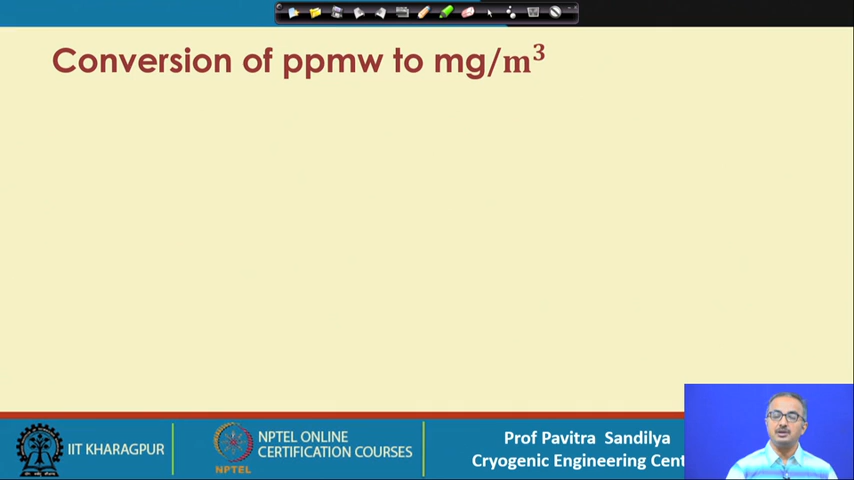 Conversion of ppmw to mg/m³
IIT KHARAGPUR
NPTEL
NPTEL ONLINE
CERTIFICATION COURSES
Prof Pavitra Sandilya
Cryogenic Engineering Cent